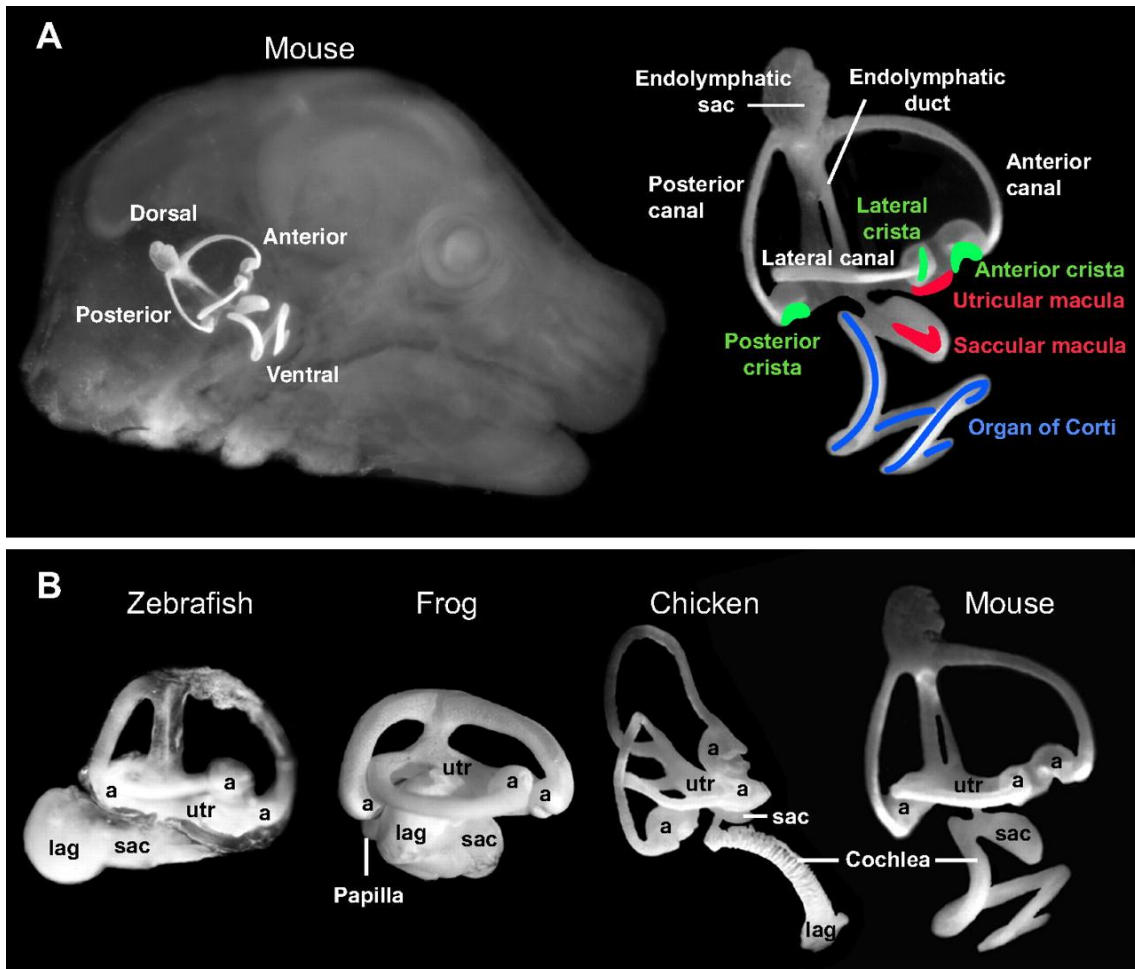 A
Mouse
Dorsal
Anterior
Posterior
Ventral
Endolymphatic
sac
Endolymphatic
duct
Posterior
canal
Anterior
canal
Lateral
crista
Lateral canal
Anterior crista
Utricular macula
Posterior
crista
Saccular macula
Organ of Corti
B
Zebrafish
Frog
Chicken
Mouse
a
utr
a
a
lag
sac
utr
a
a
a
lag
sac
Papilla
a
utr
a
a
sac
Cochlea
lag
a
utr
a
a
sac